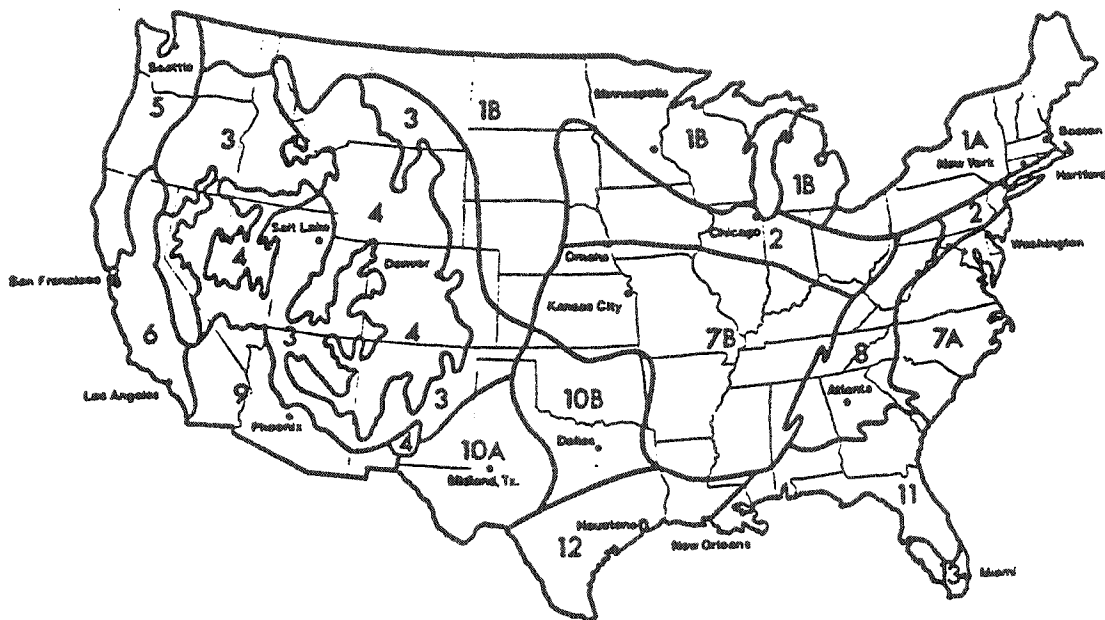 Seattle
5
3
3
1B
Minneapolis
1B
1B
1A
Boston
New York
Hartford
4
Salt Lake
4
Denver
Omaha
Chicago
2
2
Washington
San Francisco
Kansas City
6
3
4
7B
8
7A
Los Angeles
9
3
10B
Atlanta
Phoenix
4
10A
Dallas
Midland, Tx.
11
Houston
12
New Orleans
3
Miami